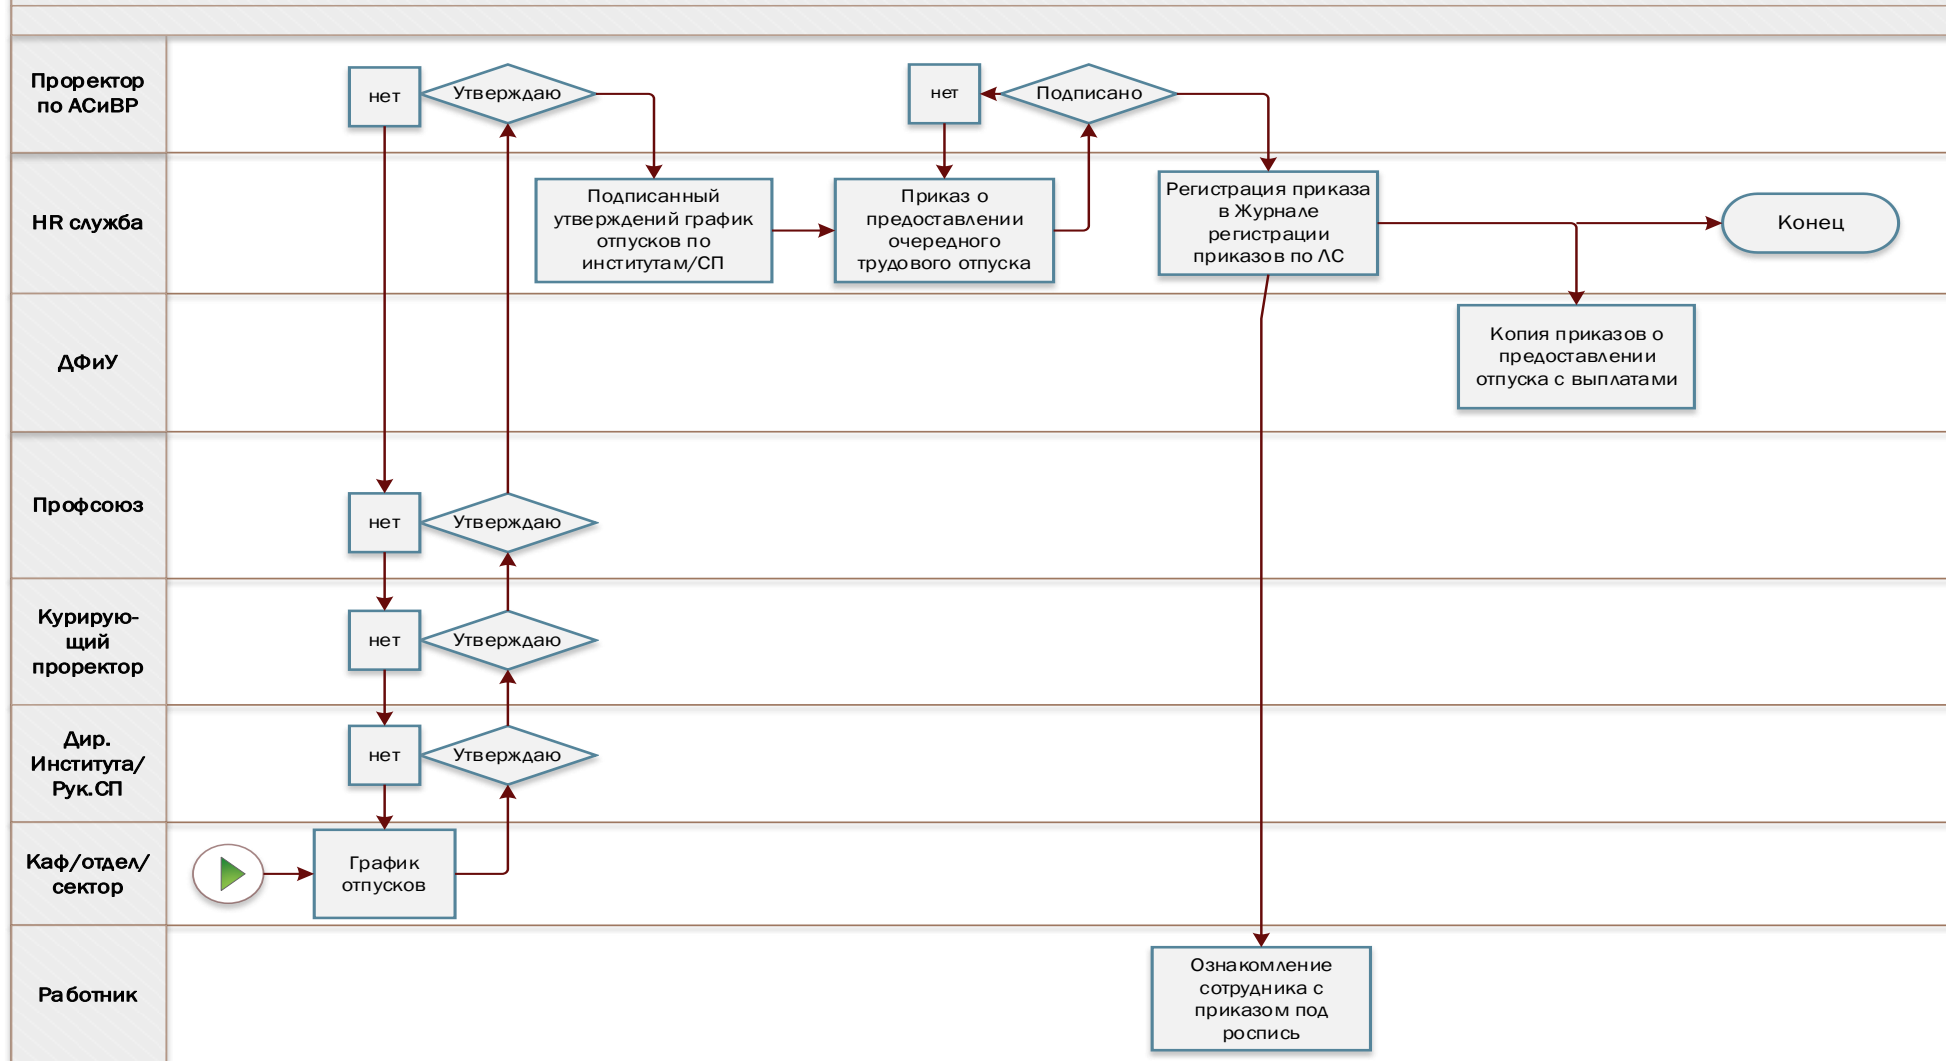 Проректор
по АСиВР
нет
Утверждаю
нет
Подписано
HR служба
Подписанный
утверждений график
отпусков по
институтам/СП
Приказ о
предоставлении
очередного
трудового отпуска
Регистрация приказа
в Журнале
регистрации
приказов по ЛС
Конец
ДФиУ
Копия приказов о
предоставлении
отпуска с выплатами
Профсоюз
нет
Утверждаю
Курирую-
щий
проректор
нет
Утверждаю
Дир.
Института/
Рук.СП
нет
Утверждаю
Каф/отдел/
сектор
График
отпусков
Работник
Ознакомление
сотрудника с
приказом под
роспись